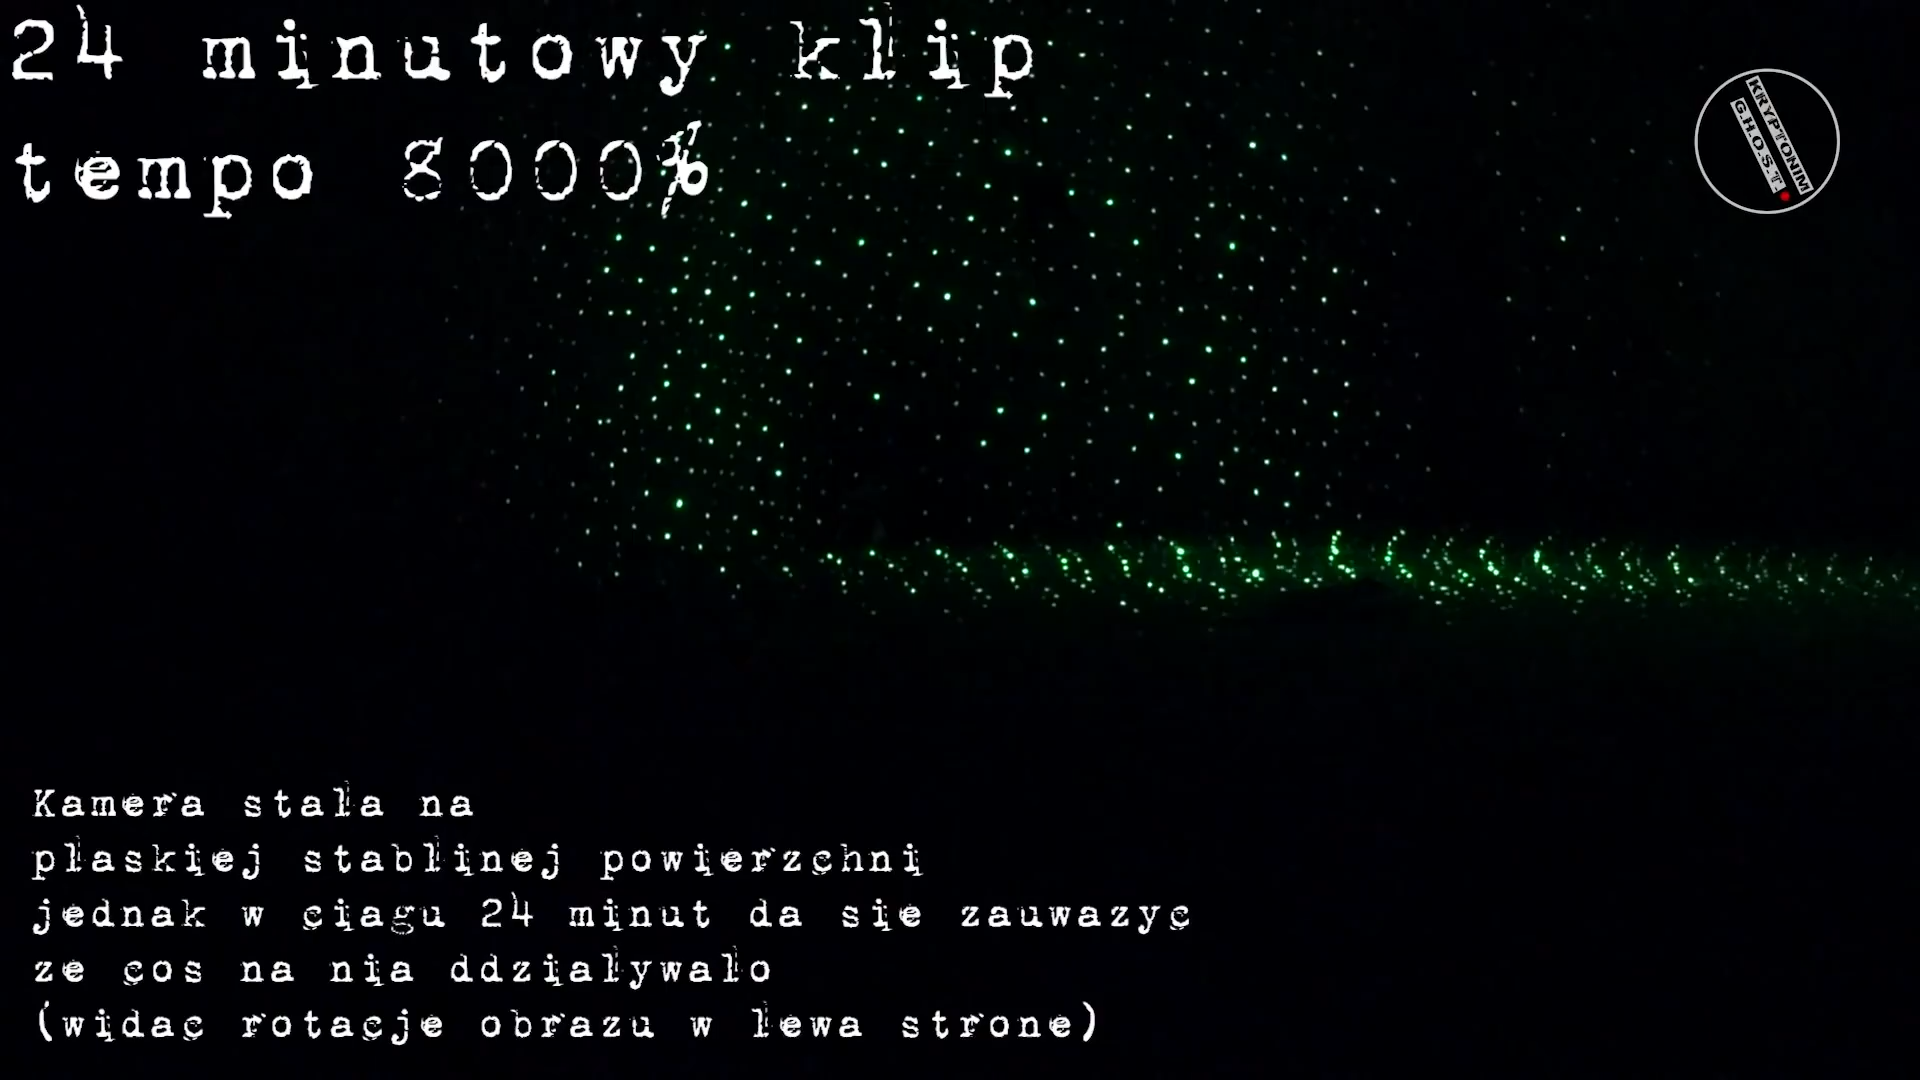 24 minutowy klip
tempo 8000%
KRYPTONIM
G.H.O.S.T.
Kamera stala na
plaskiej stablinej powierzchni
jednak w ciagu 24 minut da sie zauwazyc
ze cos na nia ddzialywalo
(widac rotacje obrazu w lewa strone)